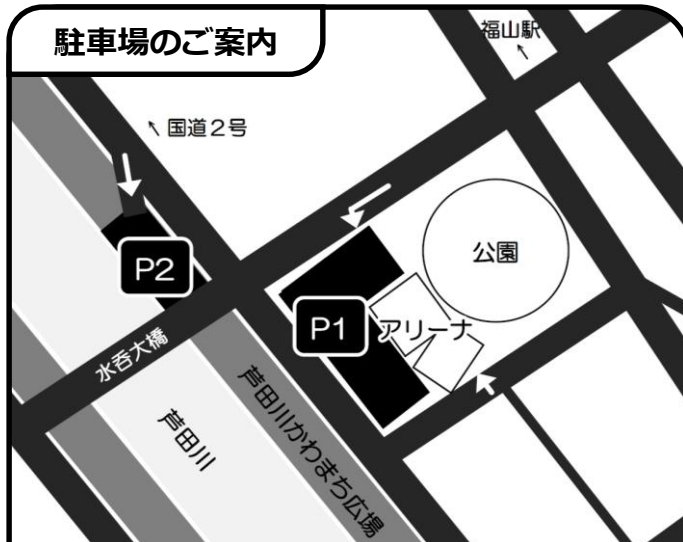 駐車場のご案内
福山駅
↑
↖ 国道2号
P2
公園
P1
アリーナ
水呑大橋
芦田川
芦田川かわまち広場